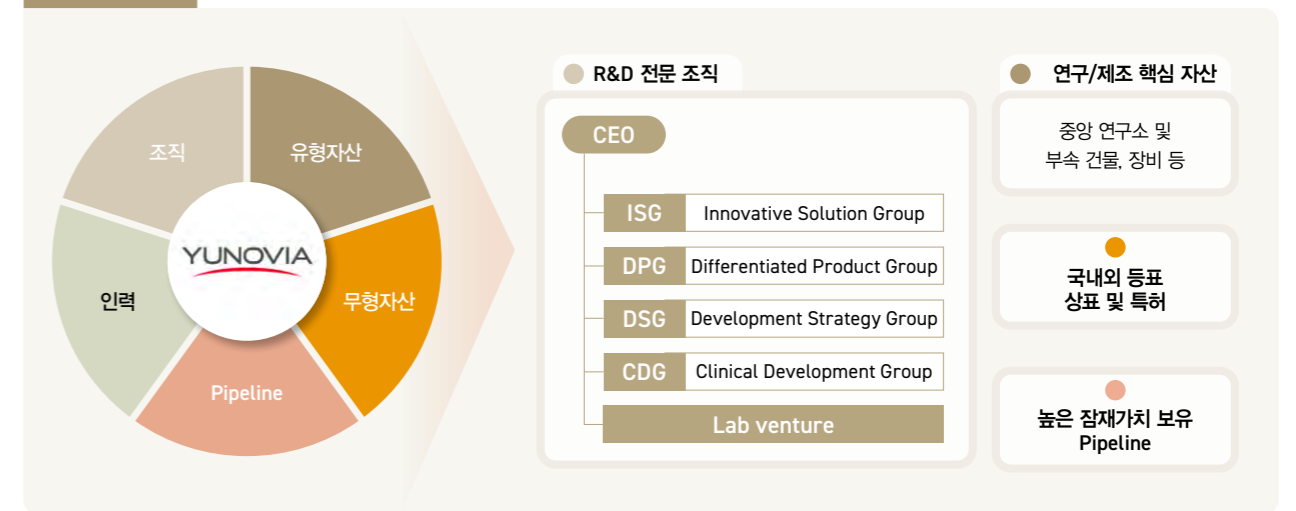 조직
유형자산
인력
YUNOVIA
무형자산
Pipeline
R&D 전문 조직
CEO
ISG Innovative Solution Group
DPG Differentiated Product Group
DSG Development Strategy Group
CDG Clinical Development Group
Lab venture
연구/제조 핵심 자산
중앙 연구소 및
부속 건물, 장비 등
국내외 등표
상표 및 특허
높은 잠재가치 보유
Pipeline